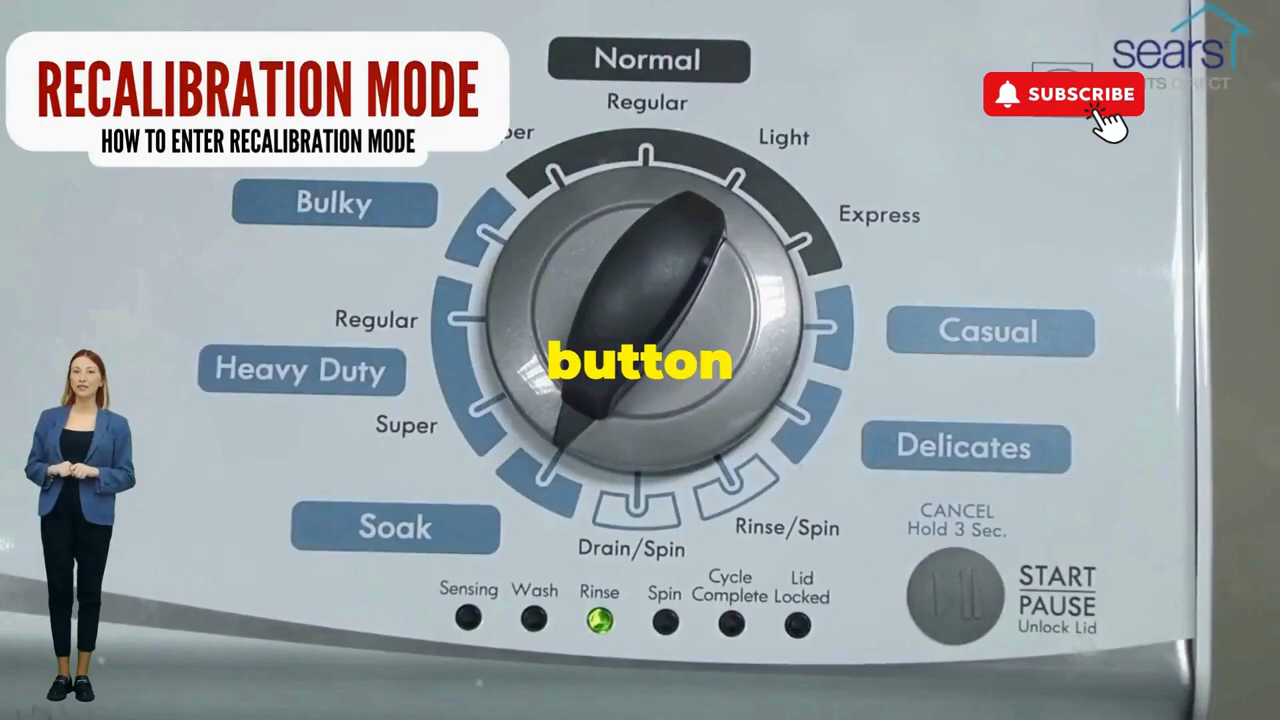 RECALIBRATION MODE
HOW TO ENTER RECALIBRATION MODE
Normal
Regular
Light
Express
Bulky
Regular
Heavy Duty
Super
Soak
Casual
Delicates
Rinse/Spin
Drain/Spin
button
sears
DIRECT
SUBSCRIBE
CANCEL
Hold 3 Sec.
START
PAUSE
Unlock Lid
Sensing
Wash
Rinse
Spin
Cycle
Complete
Lid
Locked